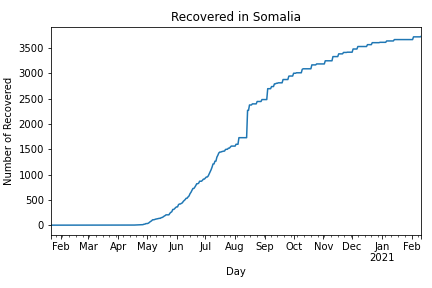 Recovered in Somalia
Number of Recovered
3500
3000
2500
2000
1500
1000
500
0
Feb Mar Apr May Jun Jul Aug Sep Oct Nov Dec Jan Feb
2021
Day